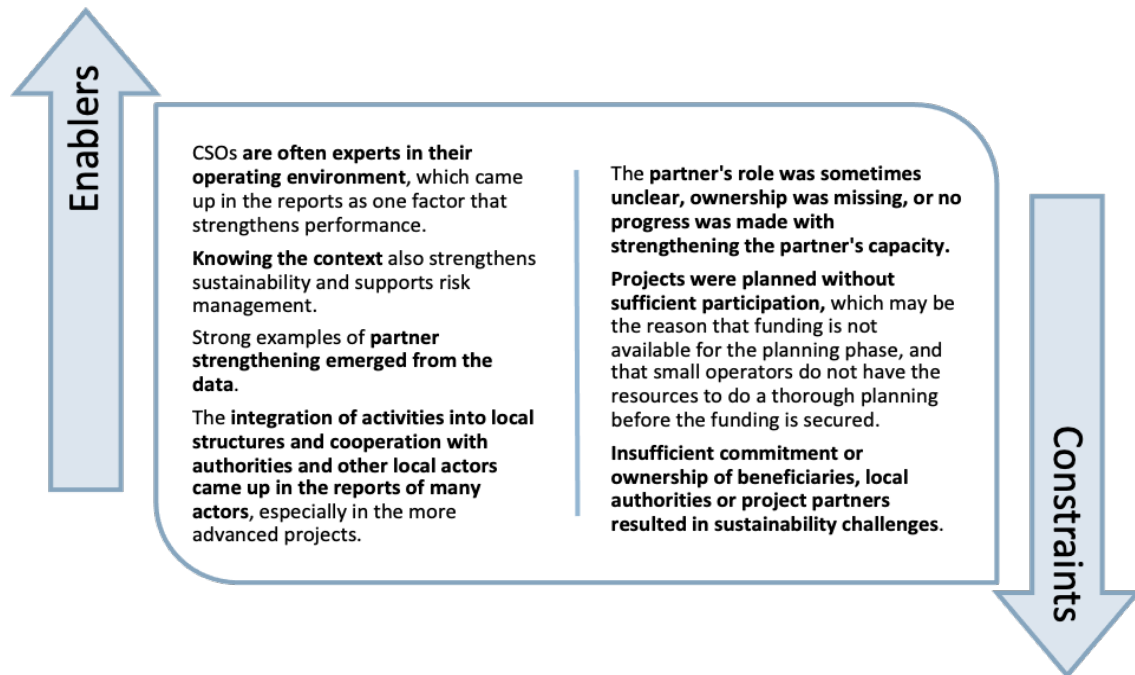 Enablers
CSOs are often experts in their
operating environment, which came
up in the reports as one factor that
strengthens performance.
Knowing the context also strengthens
sustainability and supports risk
management.
Strong examples of partner
strengthening emerged from the
data.
The integration of activities into local
structures and cooperation with
authorities and other local actors
came up in the reports of many
actors, especially in the more
advanced projects.
The partner's role was sometimes
unclear, ownership was missing, or no
progress was made with
strengthening the partner's capacity.
Projects were planned without
sufficient participation, which may be
the reason that funding is not
available for the planning phase, and
that small operators do not have the
resources to do a thorough planning
before the funding is secured.
Insufficient commitment or
ownership of beneficiaries, local
authorities or project partners
resulted in sustainability challenges.
Constraints